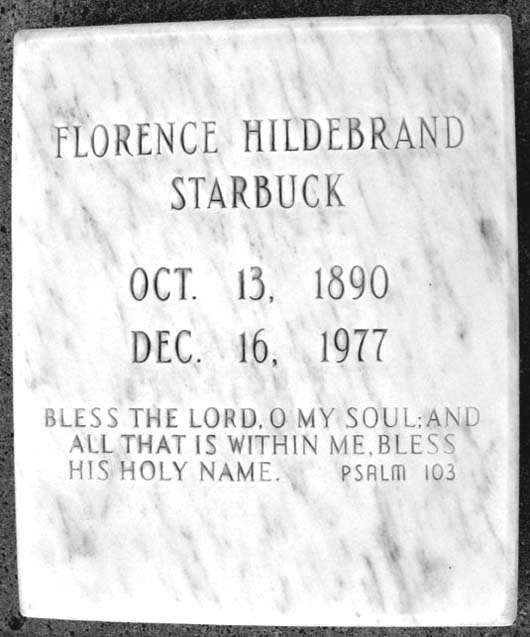 FLORENCE HILDEBRAND
STARBUCK
OCT. 13, 1890
DEC. 16, 1977
BLESS THE LORD, O MY SOUL; AND
ALL THAT IS WITHIN ME, BLESS
HIS HOLY NAME. PSALM 103